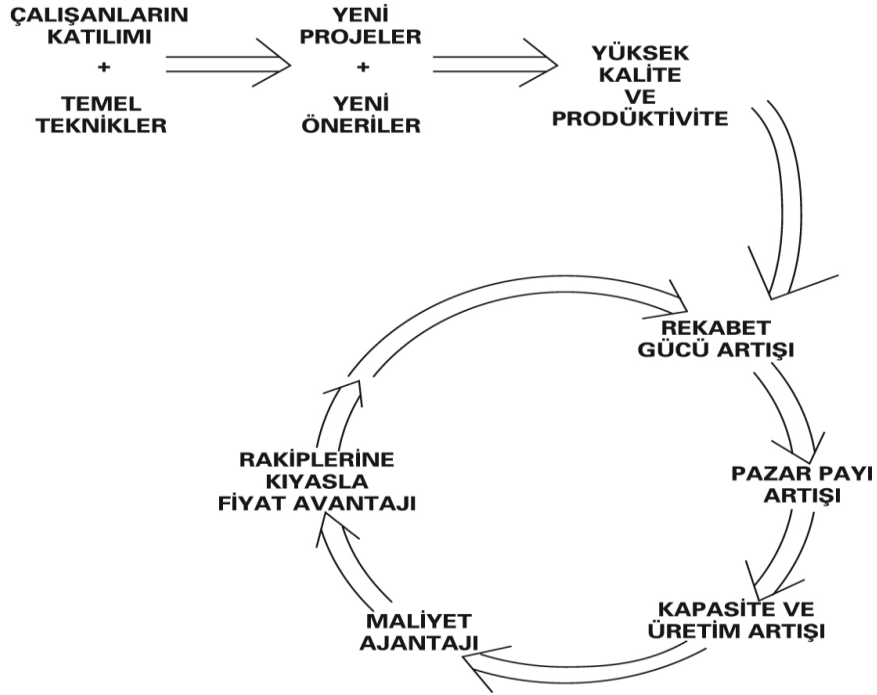 ÇALIŞANLARIN
KATILIMI
+
TEMEL
TEKNİKLER
YENİ
PROJELER
+
YENİ
ÖNERİLER
YÜKSEK
KALİTE
VE
PRODÜKTİVİTE
REKABET
GÜCÜ ARTIŞI
PAZAR PAYI
ARTIŞI
KAPASİTE VE
ÜRETİM ARTIŞI
MALİYET
AJANTAJI
RAKİPLERİNE
KIYASLA
FİYAT AVANTAJI